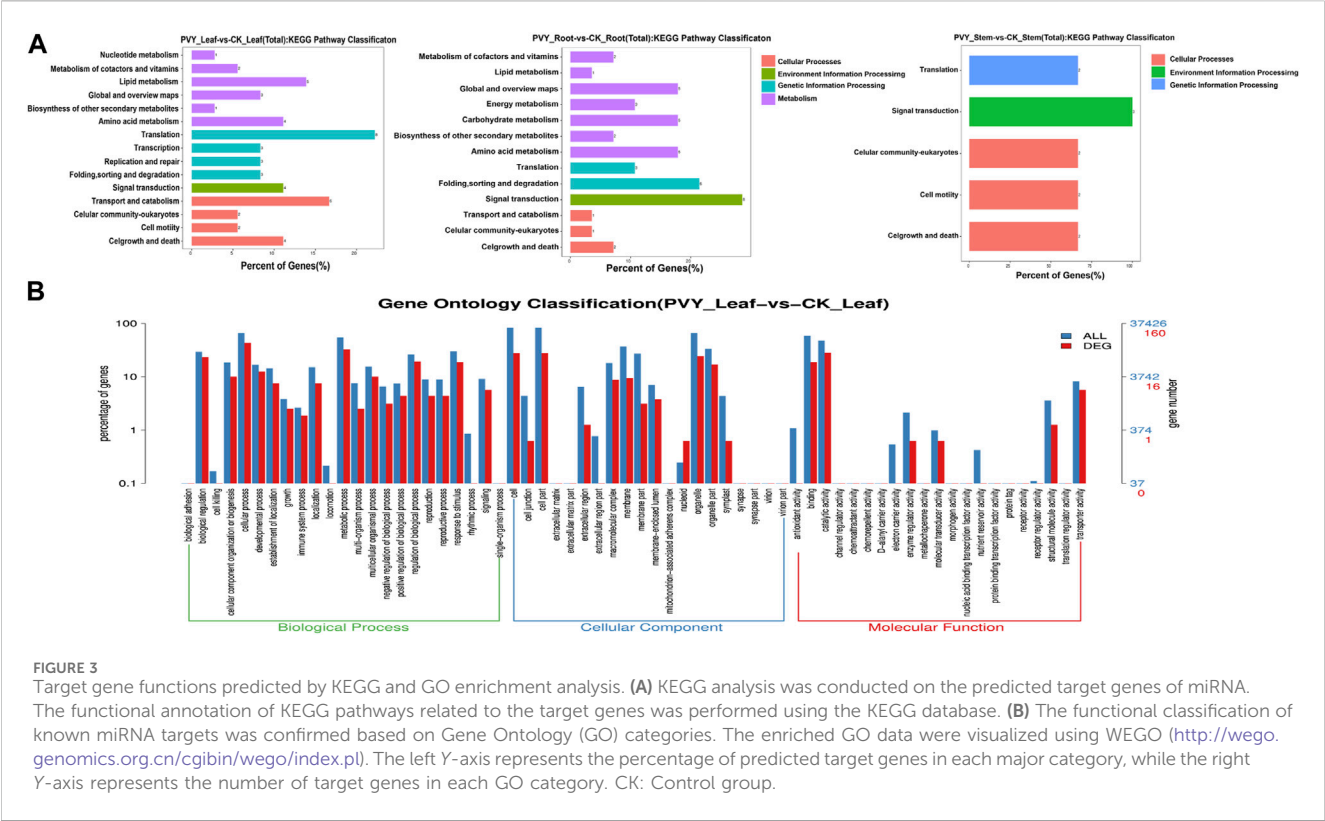 A
PVY_Leaf-vs-CK_Leaf(Total):KEGG Pathway Classificaton
Nucleotide metabolism
Metabolism of cotactors and vitamins
Lipid metabolism
Global and overview maps
Biosyntness of other secondary metabolites
Amino acid metabolism
Translation
Transcription
Replication and repair
Folding,sorting and degradation
Signal transduction
Transport and catabolism
Celular community-eukaryotes
Cell motility
Celgrowth and death
0 5 10 15 20
Percent of Genes(%)
PVY_Root-vs-CK_Root(Total):KEGG Pathway Classificaton
Metabolism of cofactors and vitamins
Lipid metabolism
Global and overview maps
Energy metabolism
Carbohydrate metabolism
Biosynthesis of other secondary metabolites
Amino acid metabolism
Translation
Folding,sorting and degradation
Signal transduction
Transport and catabolism
Celular community-eukaryotes
Celgrowth and death
0 10 20
Percent of Genes(%)
Cellular Processes
Environment Information Processing
Genetic Information Processing
Metabolism
PVY_Stem-vs-CK_Stem(Total):KEGG Pathway Classificaton
Translation
Signal transduction
Celular community-eukaryotes
Cell motility
Celgrowth and death
0 25 50 75 100
Percent of Genes(%)
Cellular Processes
Environment Information Processirng
Genetic Information Processing
B
Gene Ontology Classification(PVY_Leaf-vs-CK_Leaf)
percentage of genes
100
10
1
0.1
ALL
DEG
37426
160
3742
16
374
1
37
0
gene number
biological adhesion
biological regulation
cell killing
cellular component organization or biogenesis
cellular process
developmental process
establishment of localization
growth
immune system process
localization
locomotion
metabolic process
multi-organism process
multicellular organismal process
negative regulation of biological process
positive regulation of biological process
regulation of biological process
reproduction
reproductive process
response to stimulus
rhythmic process
signaling
single-organism process
cell
cell junction
cell part
extracellular matrix
extracellular matrix part
extracellular region
extracellular region part
macromolecular complex
membrane
membrane part
membrane-enclosed lumen
mitochondrion-associated adherens complex
nucleoid
organelle
organelle part
symplast
synapse
synapse part
virion
virion part
antioxidant activity
binding
catalytic activity
channel regulator activity
chemoattractant activity
chemorepellent activity
D-alanyl carrier activity
electron carrier activity
enzyme regulator activity
metallochaperone activity
molecular transducer activity
morphogen activity
nucleic acid binding transcription factor activity
nutrient reservoir activity
protein binding transcription factor activity
protein tag
receptor activity
receptor regulator activity
structural molecule activity
translation regulator activity
transporter activity
Biological Process
Cellular Component
Molecular Function
FIGURE 3
Target gene functions predicted by KEGG and GO enrichment analysis. (A) KEGG analysis was conducted on the predicted target genes of miRNA.
The functional annotation of KEGG pathways related to the target genes was performed using the KEGG database. (B) The functional classification of
known miRNA targets was confirmed based on Gene Ontology (GO) categories. The enriched GO data were visualized using WEGO (http://wego.
genomics.org.cn/cgibin/wego/index.pl). The left Y-axis represents the percentage of predicted target genes in each major category, while the right
Y-axis represents the number of target genes in each GO category. CK: Control group.